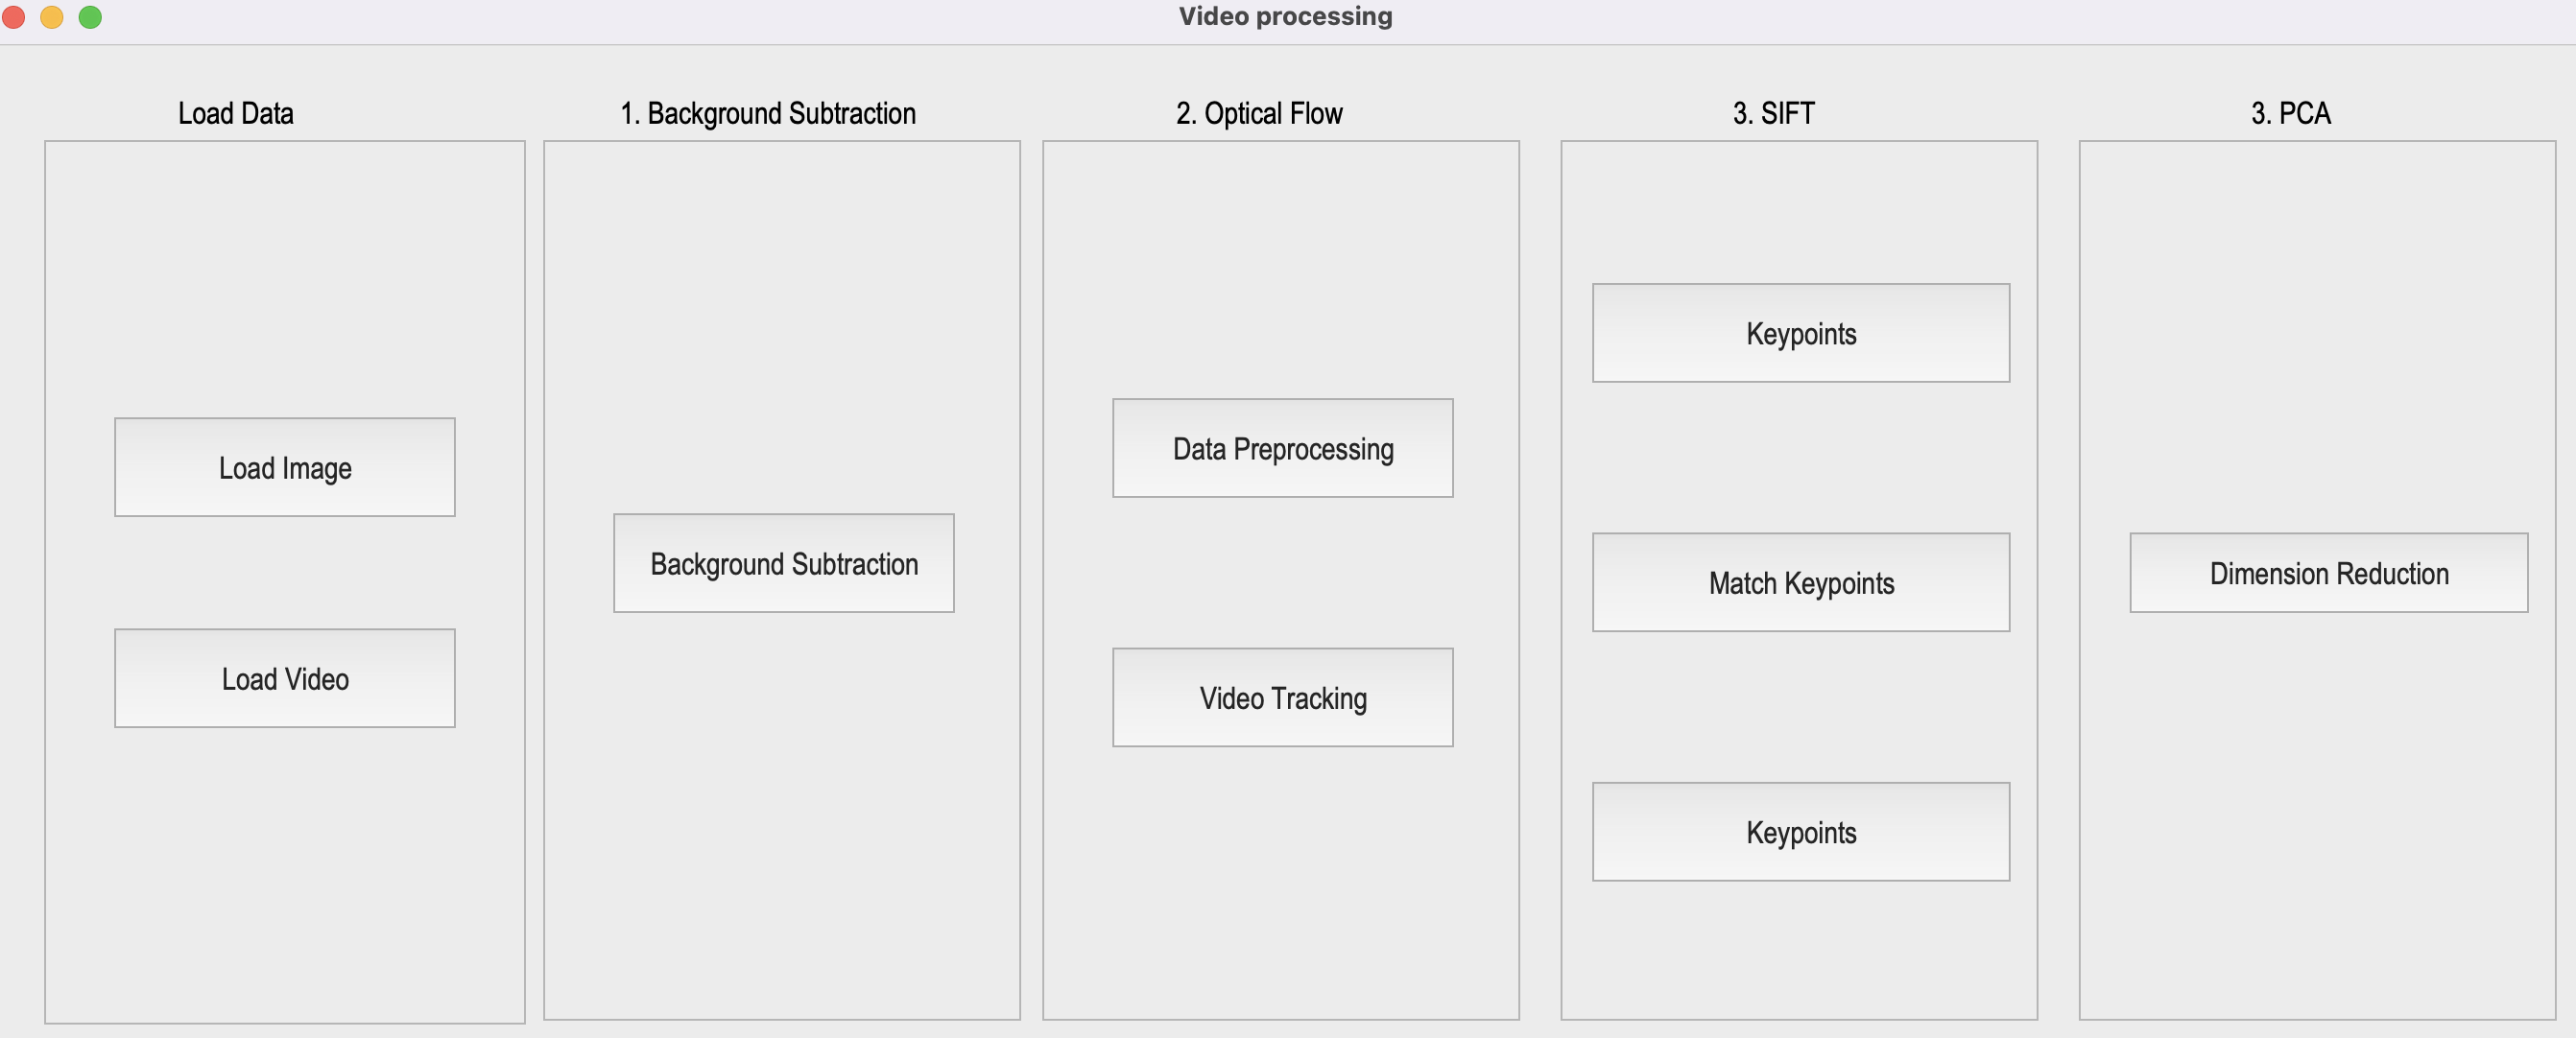 Video processing
Load Data
Load Image
Load Video
1. Background Subtraction
Background Subtraction
2. Optical Flow
Data Preprocessing
Video Tracking
3. SIFT
Keypoints
Match Keypoints
Keypoints
3. PCA
Dimension Reduction